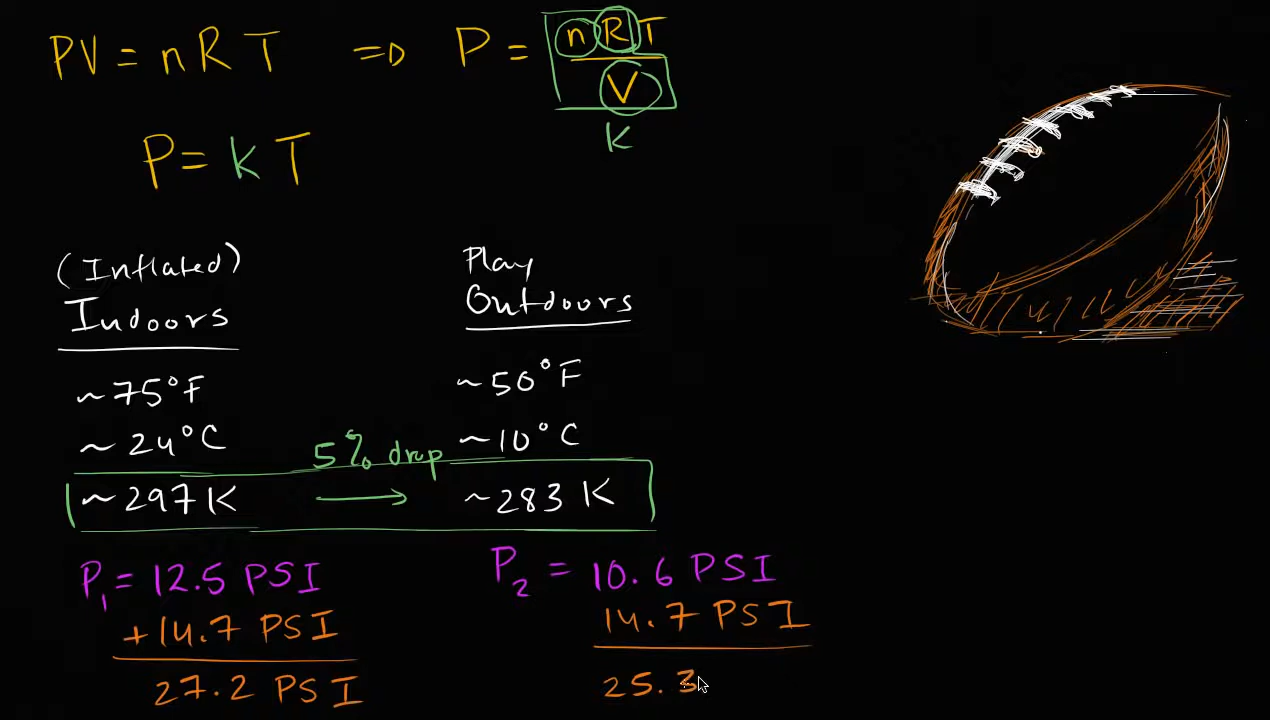 PV = nRT ⇒ P = nRT/V
k
P = kT
(Inflated)
Indoors
Play
Outdoors
~75°F
~50°F
~24°C
~10°C
5% drop
~297K → ~283 K
P₁ = 12.5 PSI
P₂ = 10.6 PSI
+14.7 PSI
14.7 PSI
27.2 PSI
25.3